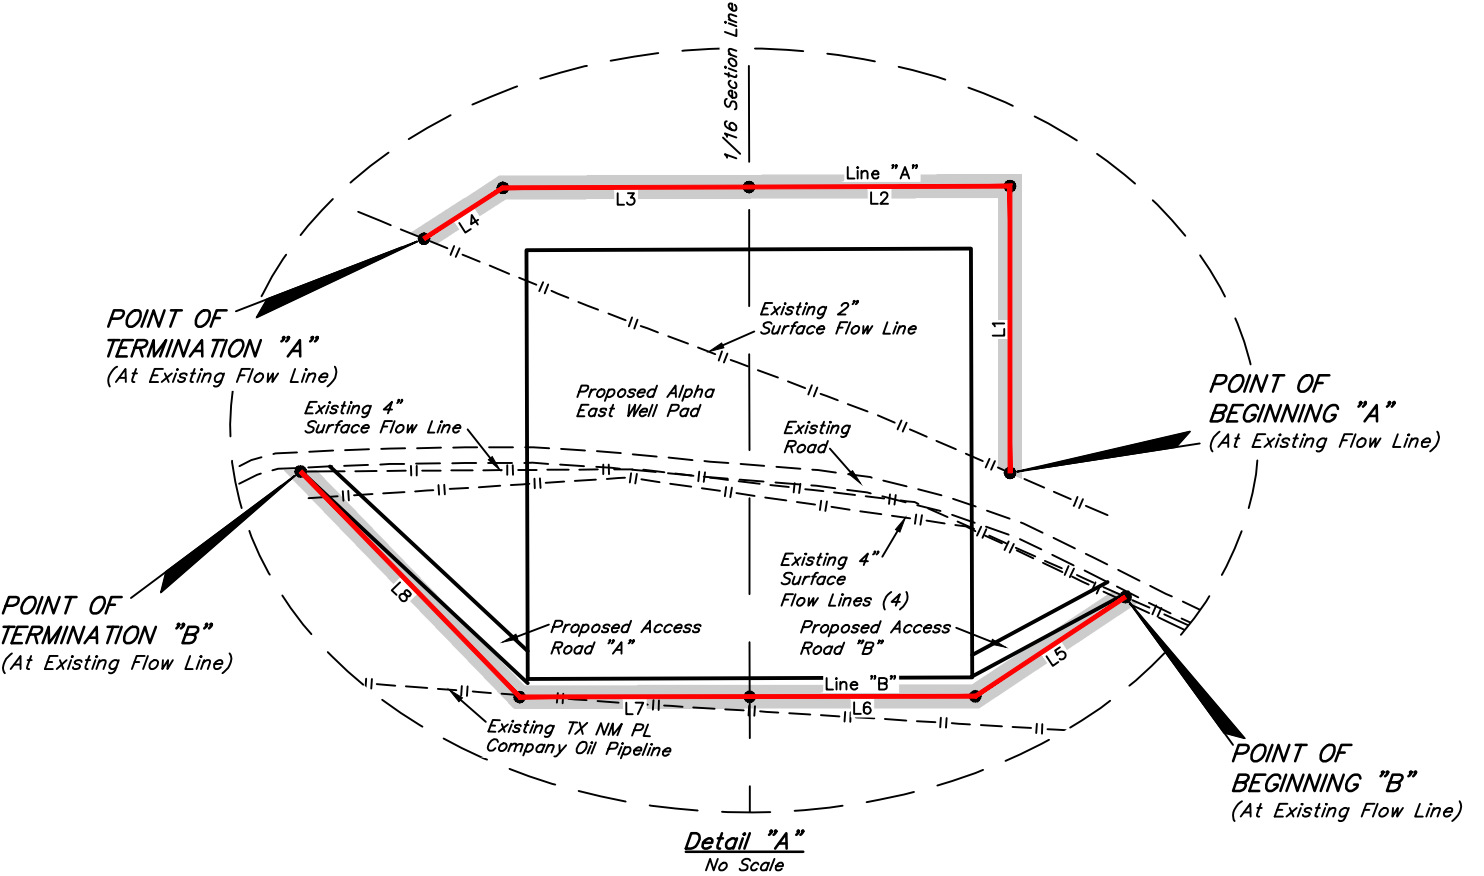 1/16 Section Line
Line "A"
L3
L2
L4
L1
POINT OF
TERMINATION "A"
(At Existing Flow Line)
Existing 2"
Surface Flow Line
Proposed Alpha
East Well Pad
Existing 4"
Surface Flow Line
Existing
Road
POINT OF
BEGINNING "A"
(At Existing Flow Line)
Existing 4"
Surface
Flow Lines (4)
L8
POINT OF
TERMINATION "B"
(At Existing Flow Line)
Proposed Access
Road "A"
Proposed Access
Road "B"
L5
Line "B"
L7
L6
Existing TX NM PL
Company Oil Pipeline
POINT OF
BEGINNING "B"
(At Existing Flow Line)
Detail "A"
No Scale